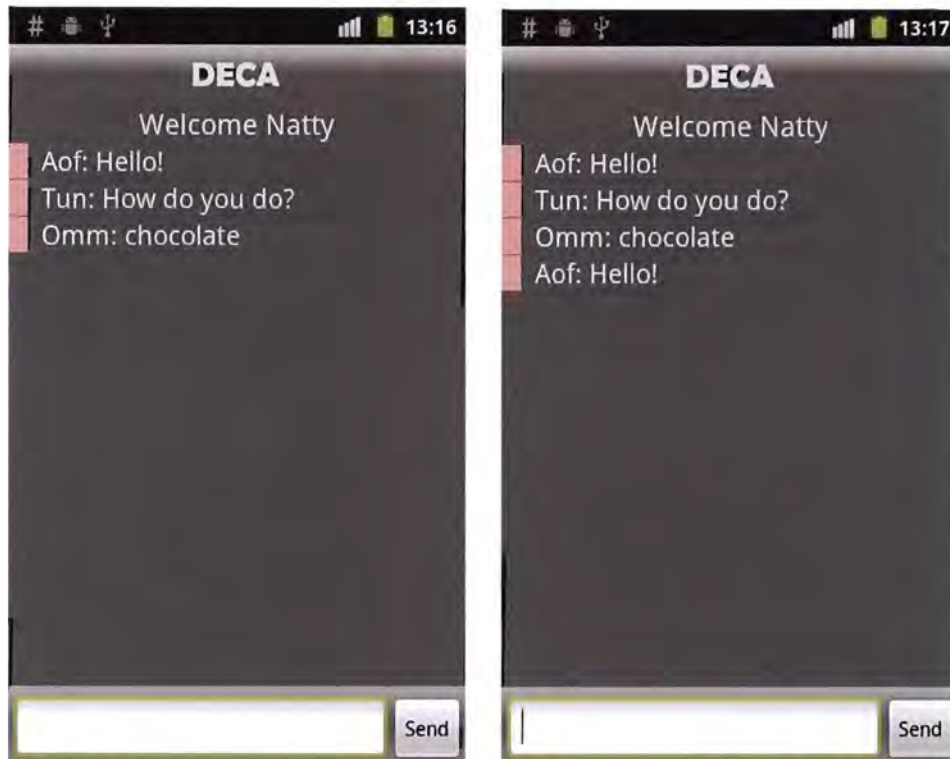 # 13:16
DECA
Welcome Natty
Aof: Hello!
Tun: How do you do?
Omm: chocolate
Send
# 13:17
DECA
Welcome Natty
Aof: Hello!
Tun: How do you do?
Omm: chocolate
Aof: Hello!
Send